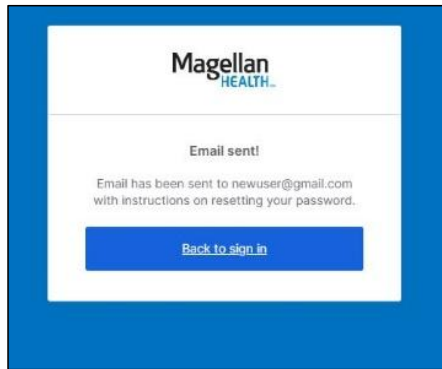 Magellan
HEALTH
Email sent!
Email has been sent to newuser@gmail.com
with instructions on resetting your password.
Back to sign in